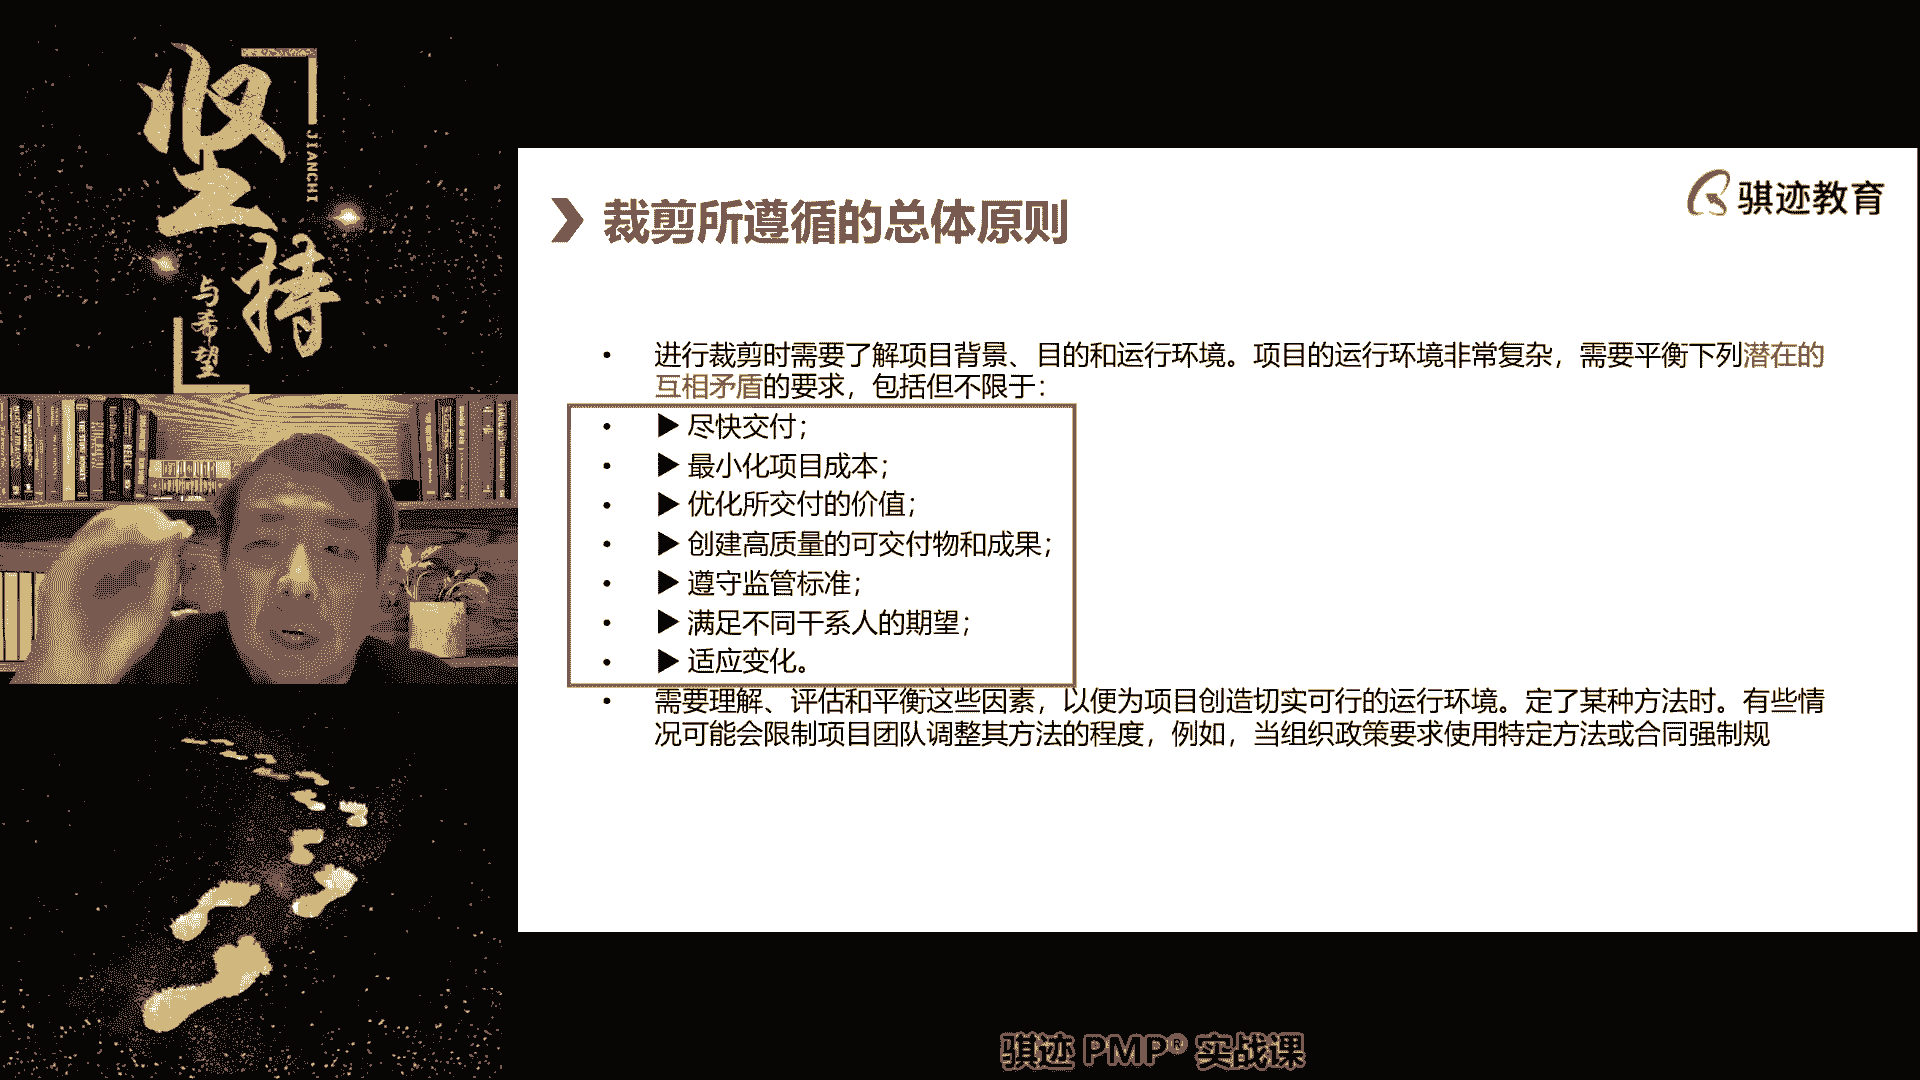 坚持
JIANCHI
与希望
骐迹教育
裁剪所遵循的总体原则
• 进行裁剪时需要了解项目背景、目的和运行环境。项目的运行环境非常复杂，需要平衡下列潜在的
互相矛盾的要求，包括但不限于：
• ▶ 尽快交付；
• ▶ 最小化项目成本；
• ▶ 优化所交付的价值；
• ▶ 创建高质量的可交付物和成果；
• ▶ 遵守监管标准；
• ▶ 满足不同干系人的期望；
• ▶ 适应变化。
• 需要理解、评估和平衡这些因素，以便为项目创造切实可行的运行环境。定了某种方法时。有些情
况可能会限制项目团队调整其方法的程度，例如，当组织政策要求使用特定方法或合同强制规
骐迹 PMP® 实战课